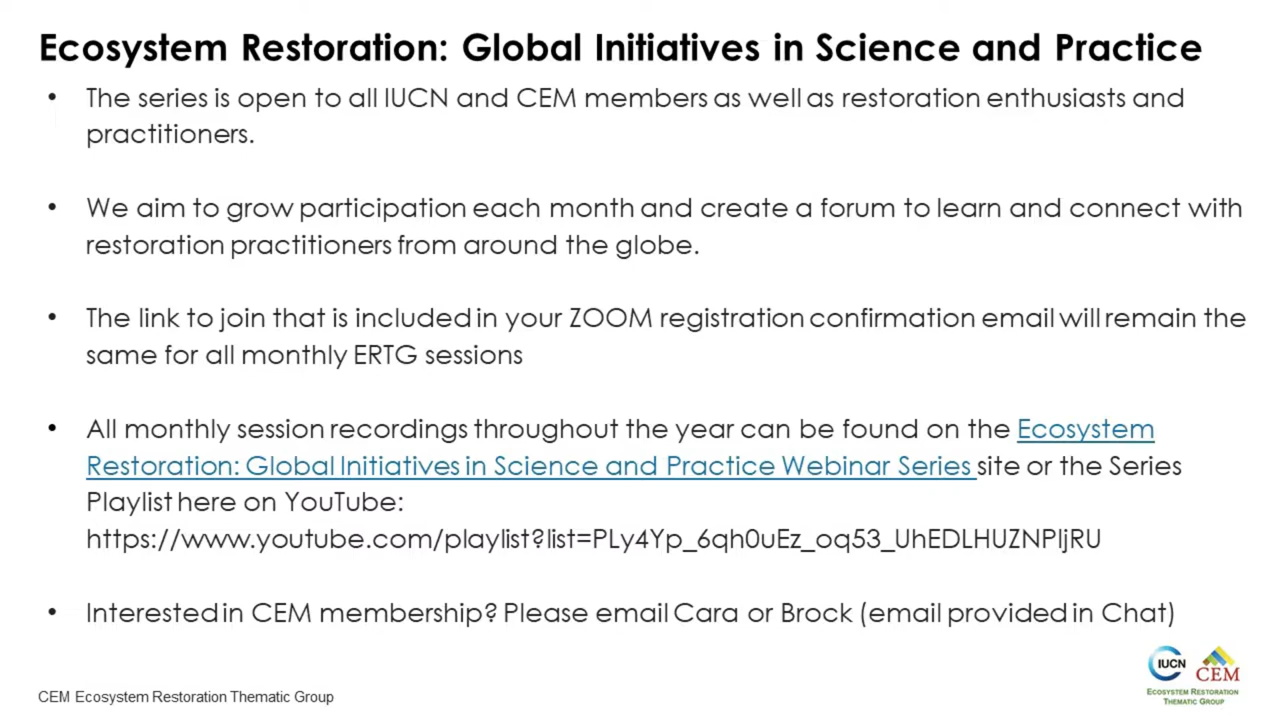 Ecosystem Restoration: Global Initiatives in Science and Practice
• The series is open to all IUCN and CEM members as well as restoration enthusiasts and
practitioners.
• We aim to grow participation each month and create a forum to learn and connect with
restoration practitioners from around the globe.
• The link to join that is included in your ZOOM registration confirmation email will remain the
same for all monthly ERTG sessions
• All monthly session recordings throughout the year can be found on the Ecosystem
Restoration: Global Initiatives in Science and Practice Webinar Series site or the Series
Playlist here on YouTube:
https://www.youtube.com/playlist?list=PLy4Yp_6qh0uEz_oq53_UhEDLHUZNPljRU
• Interested in CEM membership? Please email Cara or Brock (email provided in Chat)
IUCN CEM
Ecosystem Restoration
Thematic Group
CEM Ecosystem Restoration Thematic Group